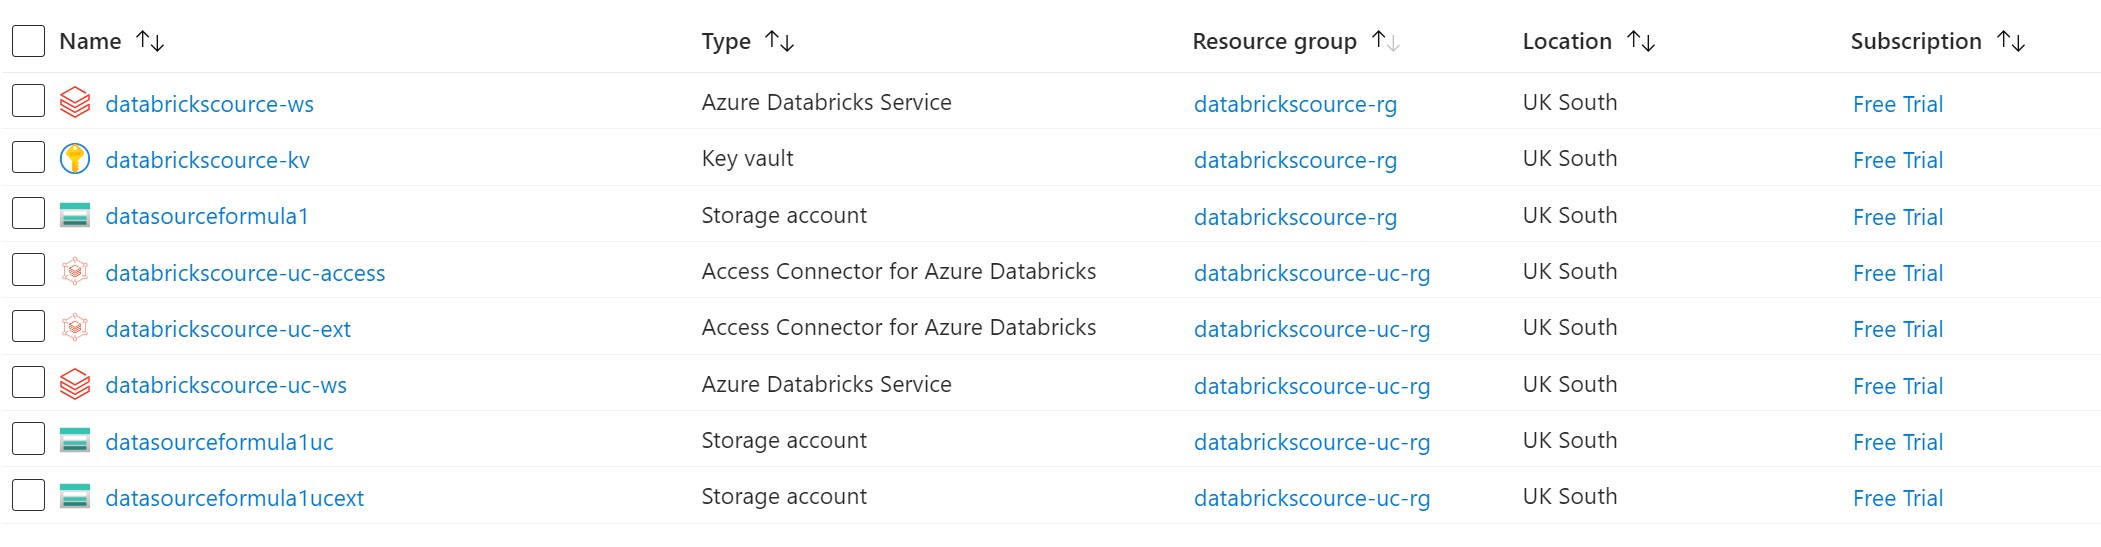 Name Type Resource group Location Subscription
databrickscource-ws Azure Databricks Service databrickscource-rg UK South Free Trial
databrickscource-kv Key vault databrickscource-rg UK South Free Trial
datasourceformula1 Storage account databrickscource-rg UK South Free Trial
databrickscource-uc-access Access Connector for Azure Databricks databrickscource-uc-rg UK South Free Trial
databrickscource-uc-ext Access Connector for Azure Databricks databrickscource-uc-rg UK South Free Trial
databrickscource-uc-ws Azure Databricks Service databrickscource-uc-rg UK South Free Trial
datasourceformula1uc Storage account databrickscource-uc-rg UK South Free Trial
datasourceformula1ucext Storage account databrickscource-uc-rg UK South Free Trial